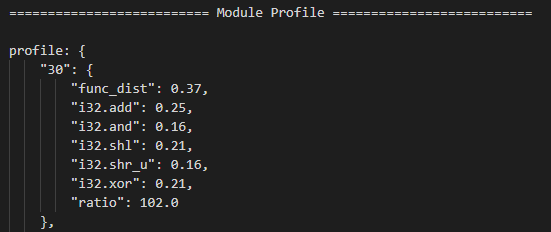 ========================== Module Profile ==========================
profile: {
"30": {
"func_dist": 0.37,
"i32.add": 0.25,
"i32.and": 0.16,
"i32.shl": 0.21,
"i32.shr_u": 0.16,
"i32.xor": 0.21,
"ratio": 102.0
},